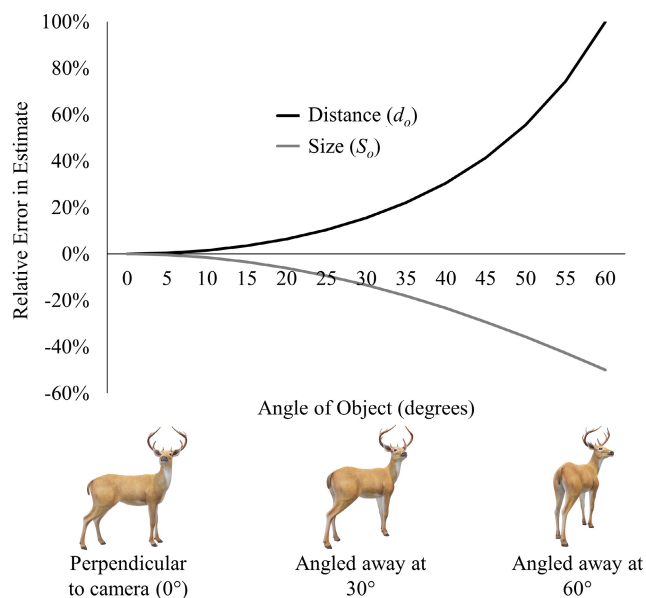 100%
80%
60%
40%
20%
0%
-20%
-40%
-60%
Relative Error in Estimate
Distance (dₒ)
Size (Sₒ)
0 5 10 15 20 25 30 35 40 45 50 55 60
Angle of Object (degrees)
Perpendicular
to camera (0°)
Angled away at
30°
Angled away at
60°